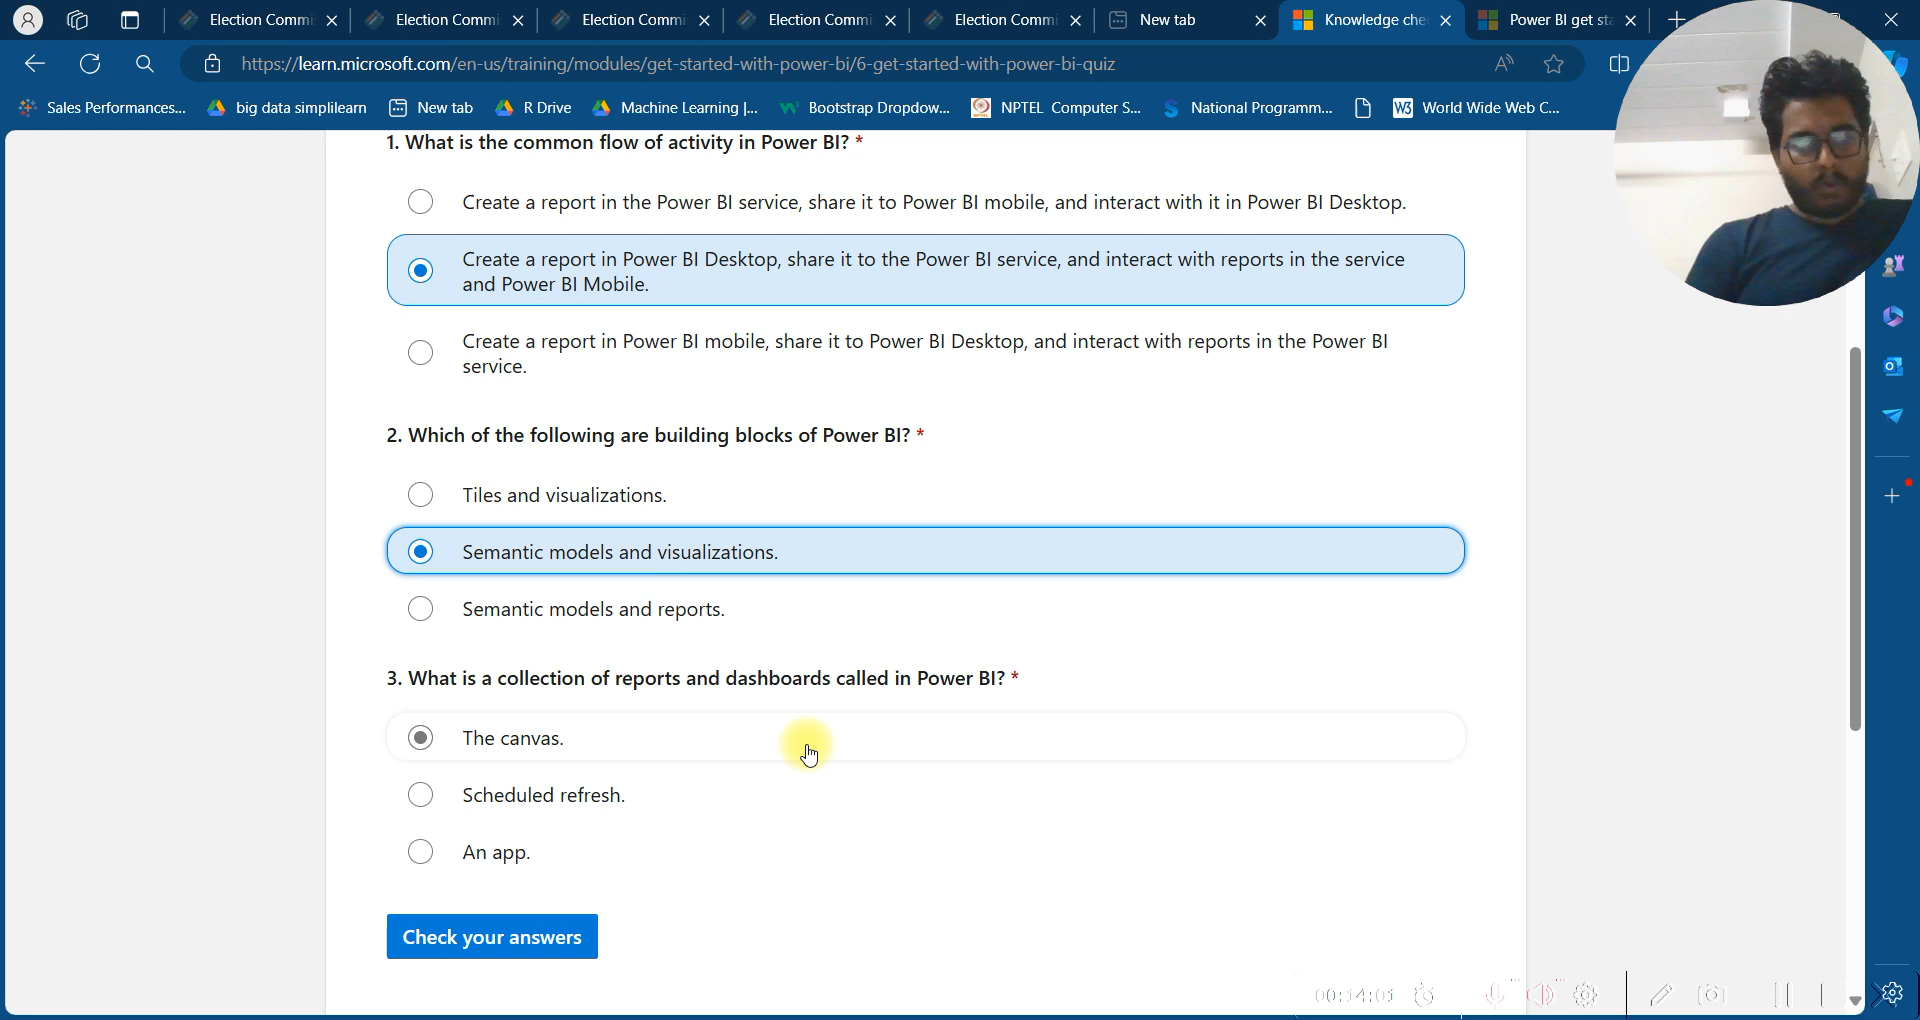 Election Commi
Election Commi
Election Commi
Election Commi
Election Commi
New tab
Knowledge che
Power BI get sta
https://learn.microsoft.com/en-us/training/modules/get-started-with-power-bi/6-get-started-with-power-bi-quiz
Sales Performances...
big data simplilearn
New tab
R Drive
Machine Learning |...
Bootstrap Dropdow...
NPTEL Computer S...
National Programm...
World Wide Web C...
1. What is the common flow of activity in Power BI? *
Create a report in the Power BI service, share it to Power BI mobile, and interact with it in Power BI Desktop.
Create a report in Power BI Desktop, share it to the Power BI service, and interact with reports in the service
and Power BI Mobile.
Create a report in Power BI mobile, share it to Power BI Desktop, and interact with reports in the Power BI
service.
2. Which of the following are building blocks of Power BI? *
Tiles and visualizations.
Semantic models and visualizations.
Semantic models and reports.
3. What is a collection of reports and dashboards called in Power BI? *
The canvas.
Scheduled refresh.
An app.
Check your answers
00:14:01